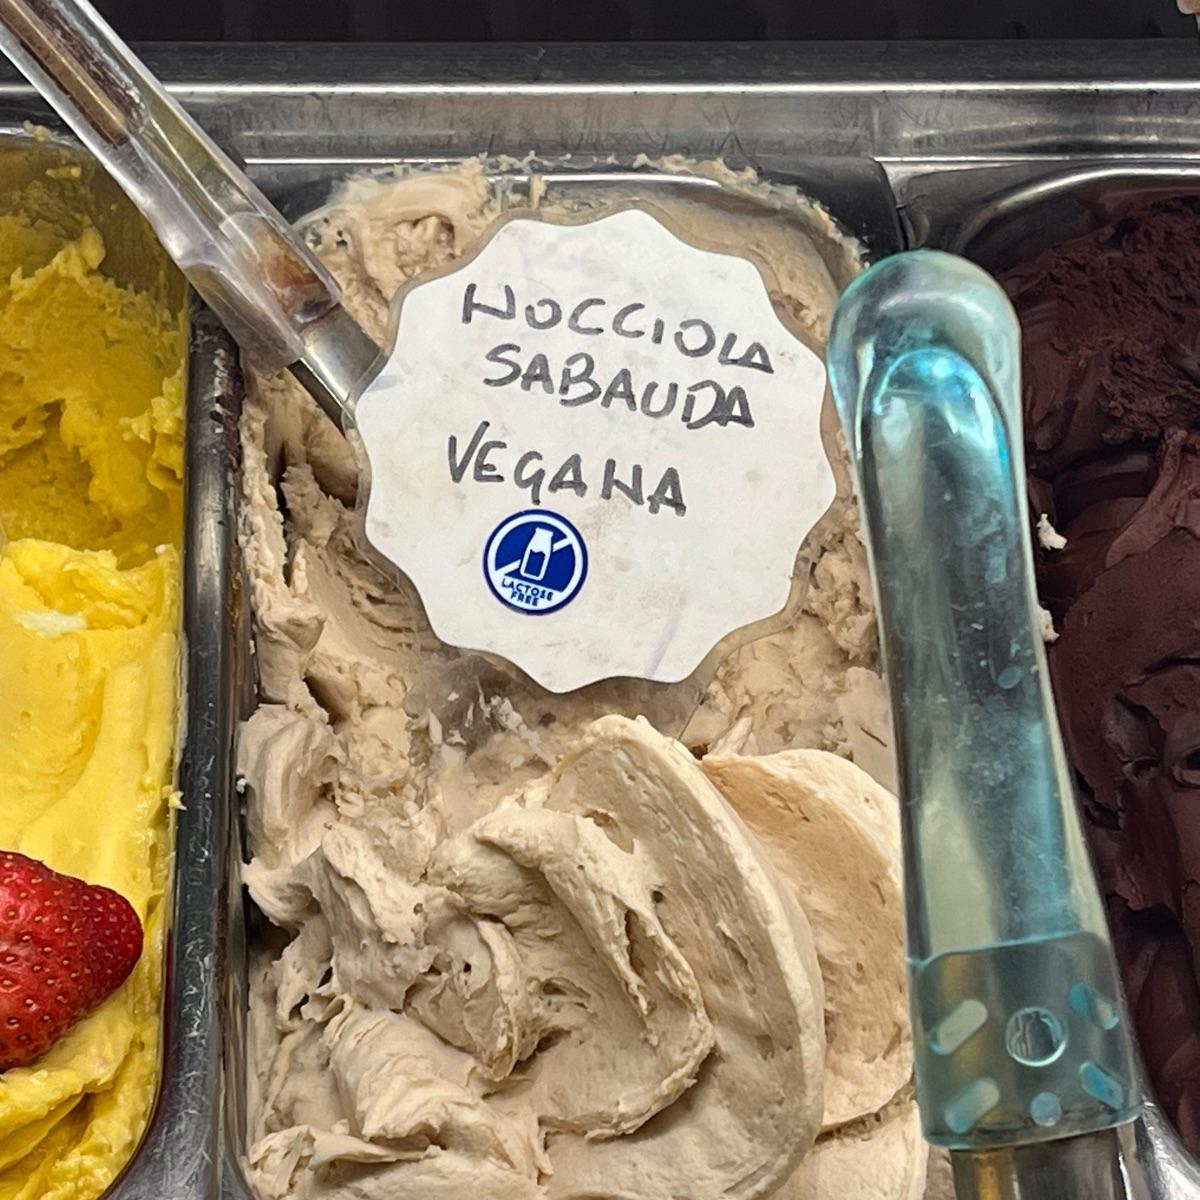 NOCCIOLA
SABAUDA
VEGANA
LACTOSE
FREE